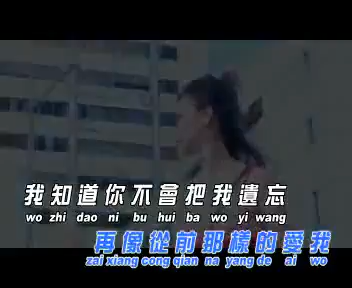 我知道你不會把我遺忘
wo zhi dao ni bu hui ba wo yi wang
再像從前那樣的愛我
zai xiang cong qian na yang de ai wo